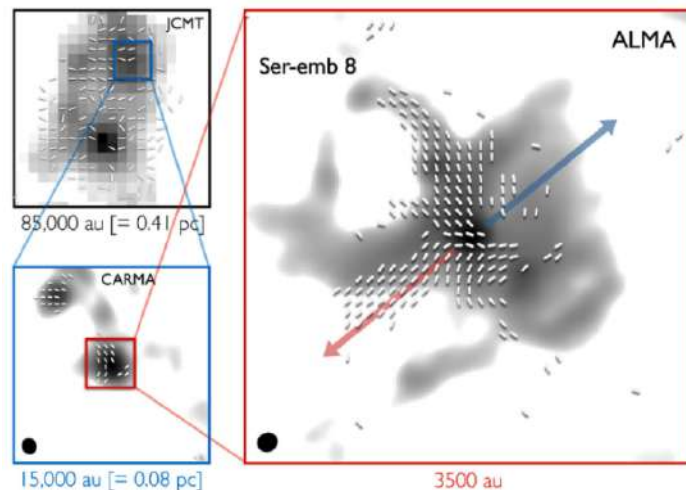 JCMT
85,000 au [= 0.41 pc]
CARMA
15,000 au [= 0.08 pc]
Ser-emb 8
ALMA
3500 au